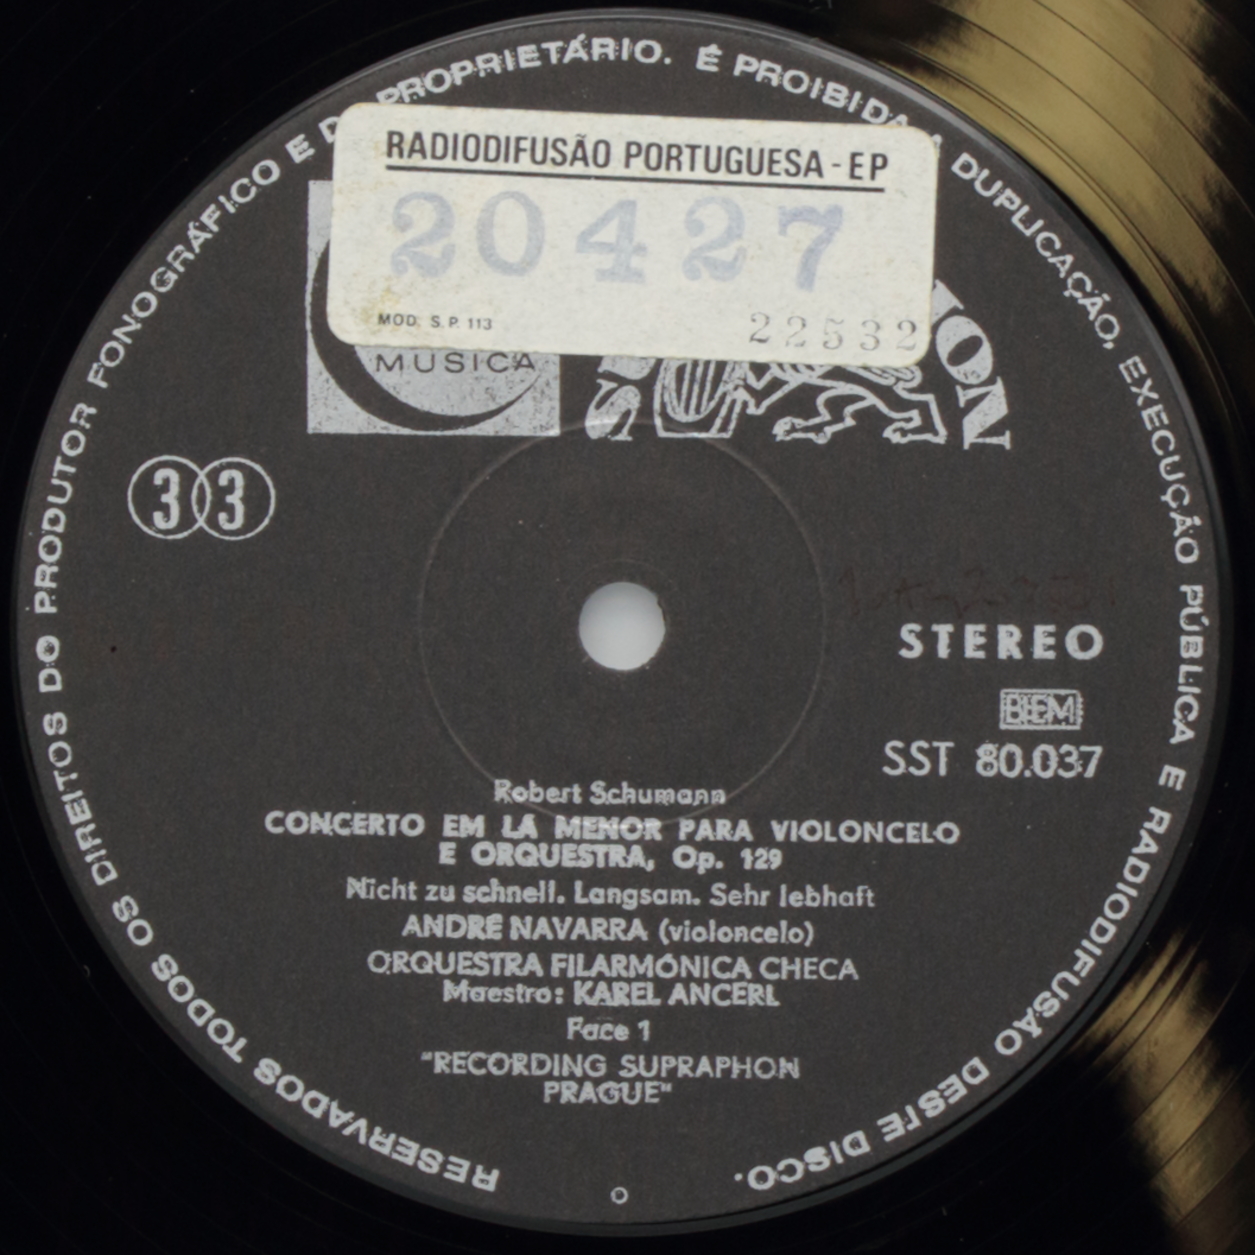 RESERVADOS TODOS OS DIREITOS DO PRODUTOR FONOGRÁFICO E D PROPRIETÁRIO. É PROIBIDA A DUPLICAÇÃO, EXECUÇÃO PÚBLICA E RADIODIFUSÃO DESTE DISCO.
RADIODIFUSÃO PORTUGUESA - EP
20427
MOD. S. P. 113
22532
MUSICA
S
ION
33
STEREO
BIEM
SST 80.037
Robert Schumann
CONCERTO EM LÁ MENOR PARA VIOLONCELO
E ORQUESTRA, Op. 129
Nicht zu schnell. Langsam. Sehr lebhaft
ANDRÉ NAVARRA (violoncelo)
ORQUESTRA FILARMÓNICA CHECA
Maestro: KAREL ANCERL
Face 1
"RECORDING SUPRAPHON
PRAGUE"